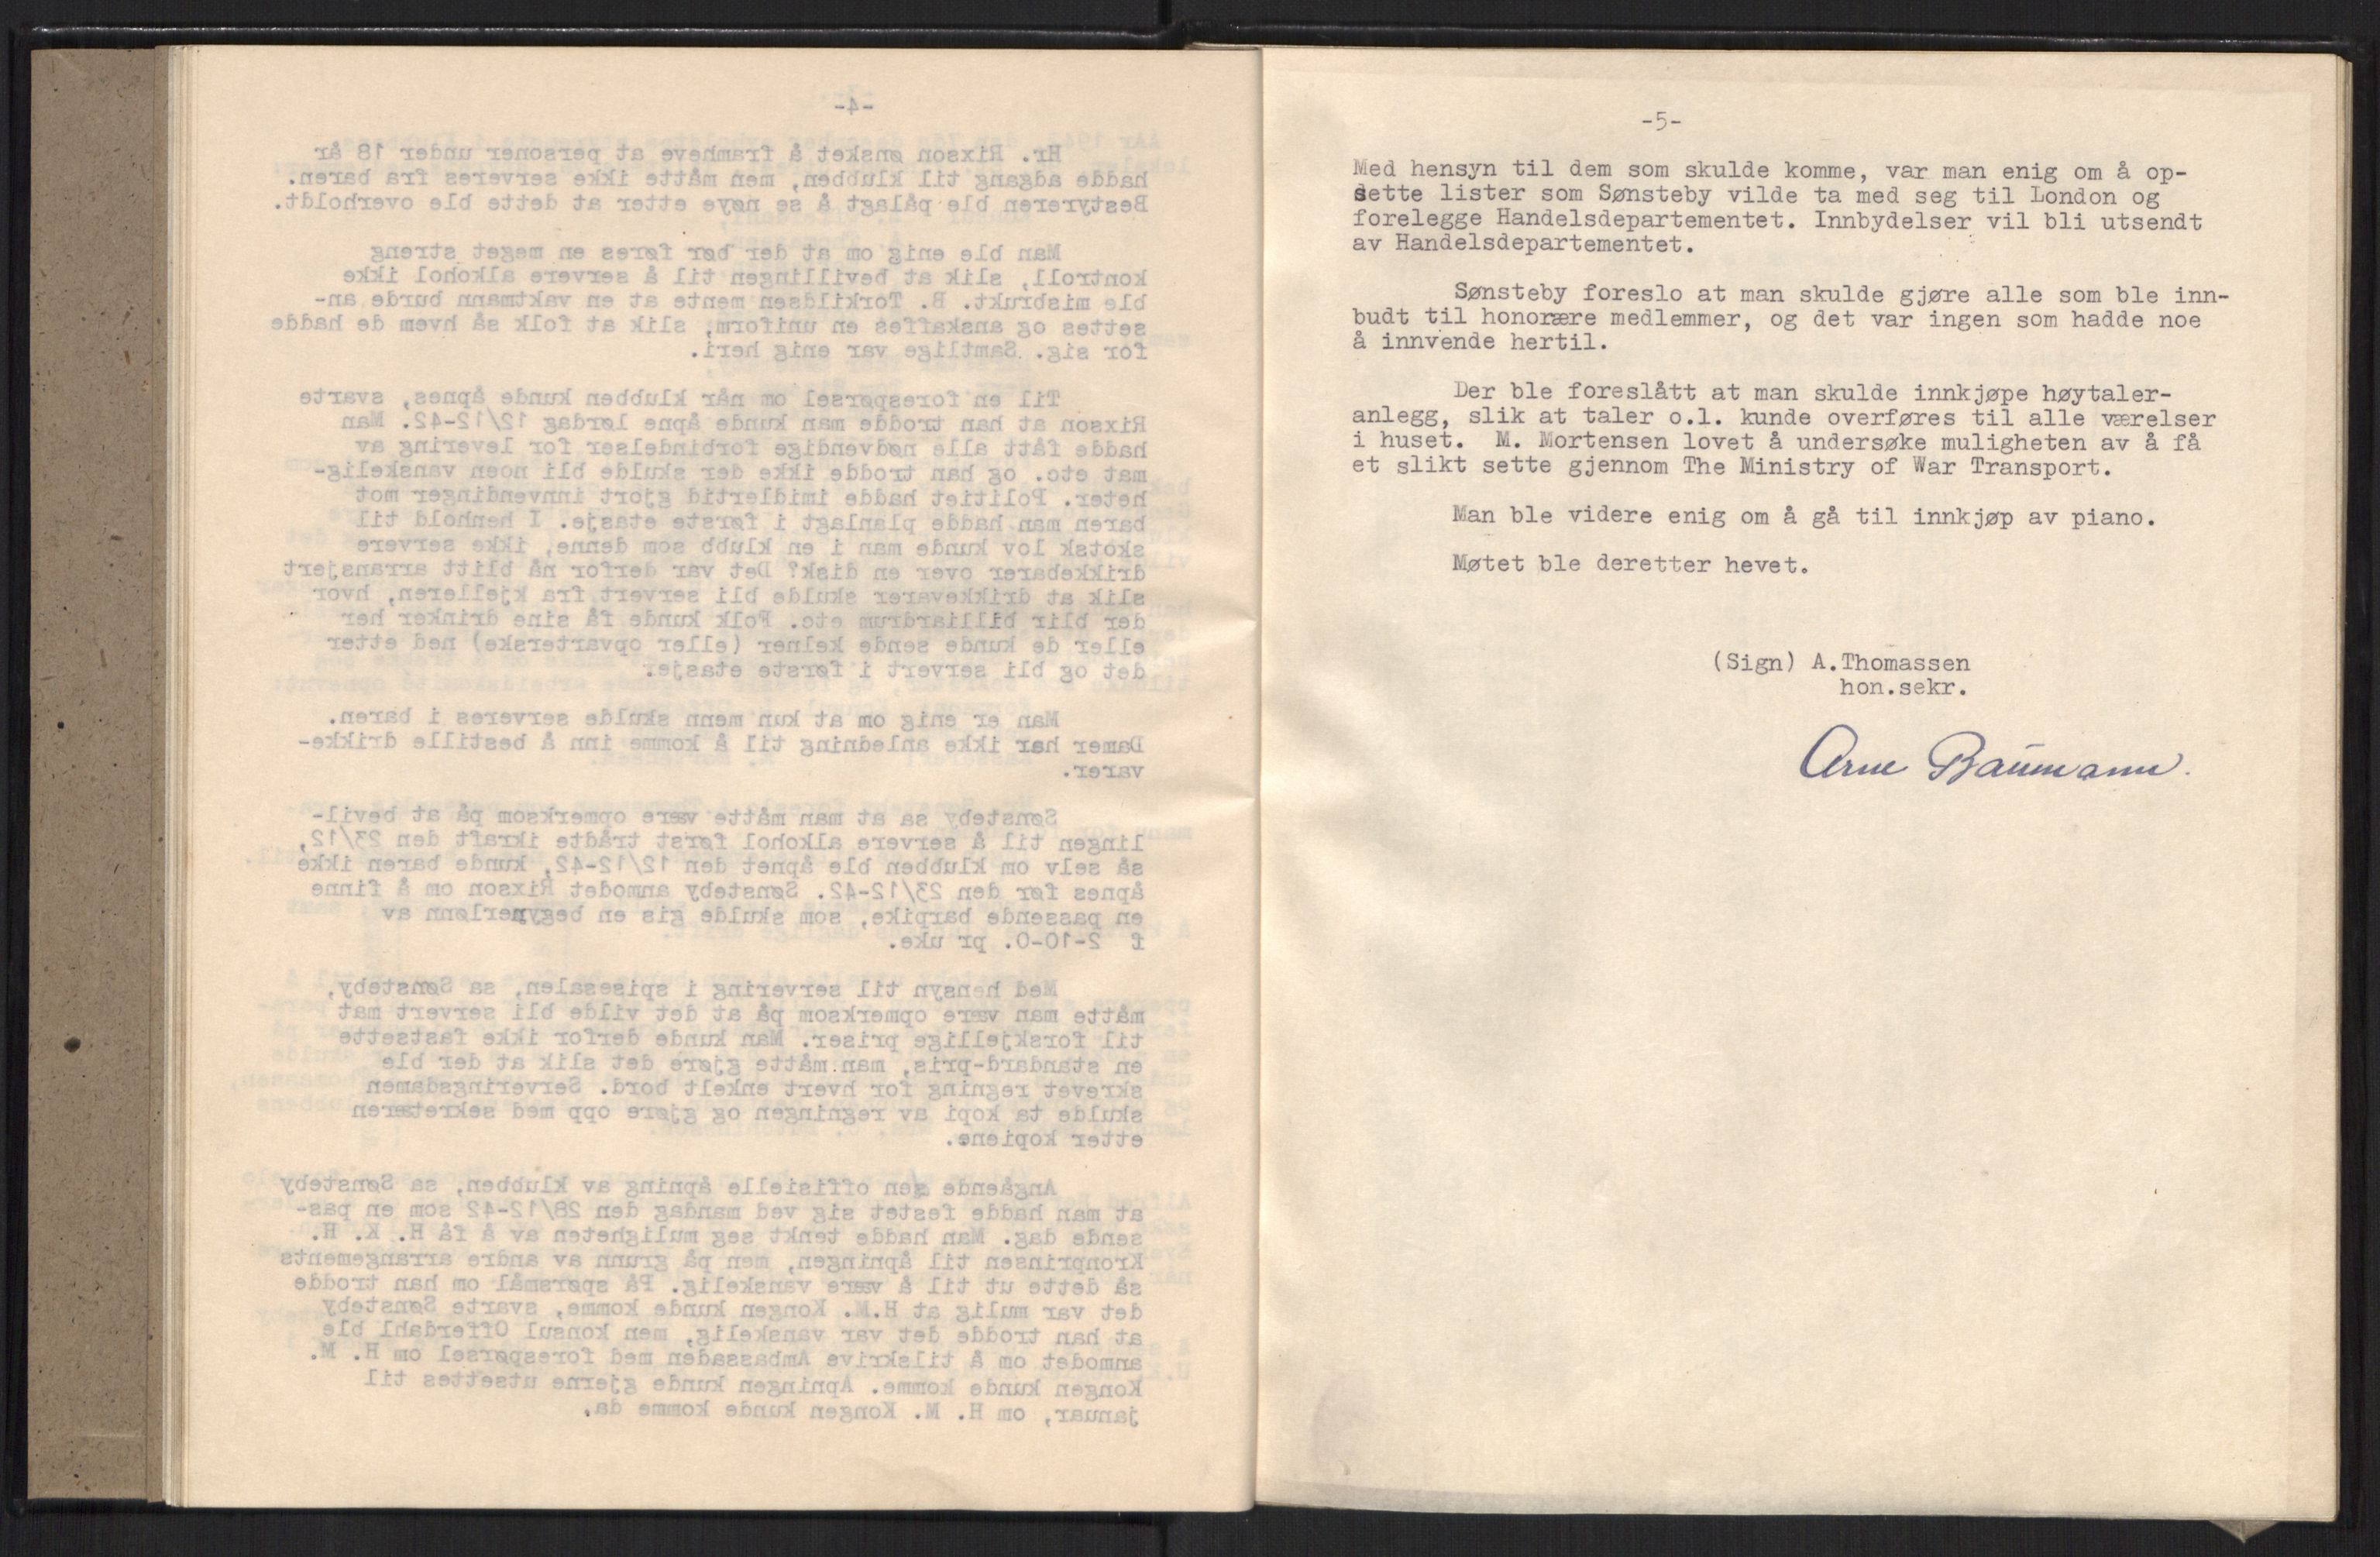 -4-
Hr. Rixson ønsket å framheve at personer under 18 år
hadde adgang til klubben, men måtte ikke serveres fra baren.
Bestyreren ble pålagt å se nøye etter at dette ble overholdt.
Man ble enig om at der bør føres en meget streng
kontroll, slik at bevillingen til å servere alkohol ikke
ble misbrukt. B. Torkildsen mente at en vaktmann burde an-
settes og anskaffes en uniform, slik at folk så hvem de hadde
for sig. Samtlige var enig heri.
Til en forespørsel om når klubben kunde åpnes, svarte
Rixson at han trodde man kunde åpne lørdag 12/12-42. Man
hadde fått alle nødvendige forbindelser for levering av
mat etc. og han trodde ikke der skulde bli noen vanskelig-
heter. Politiet hadde imidlertid gjort innvendinger mot
baren man hadde planlagt i første etasje. I henhold til
skotsk lov kunde man i en klubb som denne, ikke servere
drikkebarer over en disk? Det var derfor nå blitt arransjert
slik at drikkevarer skulde bli servert fra kjelleren, hvor
der blir billiardrum etc. Folk kunde få sine drinker her
eller de kunde sende kelner (eller opvarterske) ned etter
det og bli servert i første etasje.
Man er enig om at kun menn skulde serveres i baren.
Damer har ikke anledning til å komme inn å bestille drikke-
varer.
Sønsteby sa at man måtte være opmerksom på at bevil-
lingen til å servere alkohol først trådte ikraft den 23/12,
så selv om klubben ble åpnet den 12/12-42, kunde baren ikke
åpnes før den 23/12-42. Sønsteby anmodet Rixson om å finne
en passende barpike, som skulde gis en begynerlønn av
£ 2-10-0. pr uke.
Med hensyn til servering i spisesalen, sa Sønsteby,
måtte man være opmerksom på at det vilde bli servert mat
til forskjellige priser. Man kunde derfor ikke fastsette
en standard-pris, man måtte gjøre det slik at der ble
skrevet regning for hvert enkelt bord. Serveringsdamen
skulde ta kopi av regningen og gjøre opp med sekretæren
etter kopiene.
Angående den offisielle åpning av klubben, sa Sønsteby
at man hadde festet sig ved mandag den 28/12-42 som en pas-
sende dag. Man hadde tenkt seg muligheten av å få H. K. H.
Kronprinsen til åpningen, men på grunn av andre arrangements
så dette ut til å være vanskelig. På spørsmål om han trodde
det var mulig at H.M. Kongen kunde komme, svarte Sønsteby
at han trodde det var vanskelig, men konsul Offerdahl ble
anmodet om å tilskrive Ambassaden med forespørsel om H. M.
Kongen kunde komme. Åpningen kunde gjerne utsettes til
januar, om H. M. Kongen kunde komme da.
-5-
Med hensyn til dem som skulde komme, var man enig om å op-
sette lister som Sønsteby vilde ta med seg til London og
forelegge Handelsdepartementet. Innbydelser vil bli utsendt
av Handelsdepartementet.
Sønsteby foreslo at man skulde gjøre alle som ble inn-
budt til honorære medlemmer, og det var ingen som hadde noe
å innvende hertil.
Der ble foreslått at man skulde innkjøpe høytaler-
anlegg, slik at taler o.l. kunde overføres til alle værelser
i huset. M. Mortensen lovet å undersøke muligheten av å få
et slikt sette gjennom The Ministry of War Transport.
Man ble videre enig om å gå til innkjøp av piano.
Møtet ble deretter hevet.
(Sign) A.Thomassen
hon.sekr.
Arne Baumann.